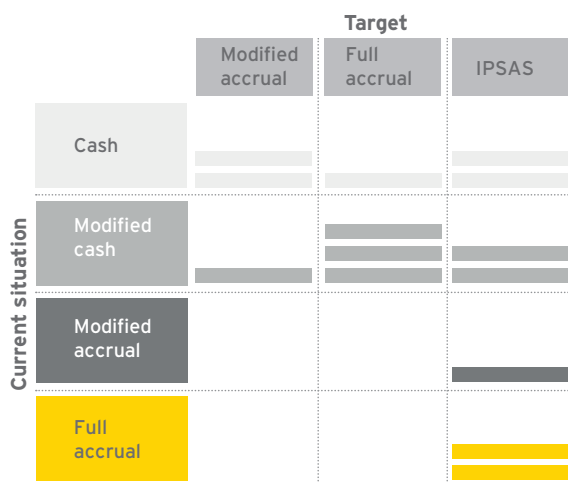 Target
Modified
accrual
Full
accrual
IPSAS
Current situation
Cash
Modified
cash
Modified
accrual
Full
accrual